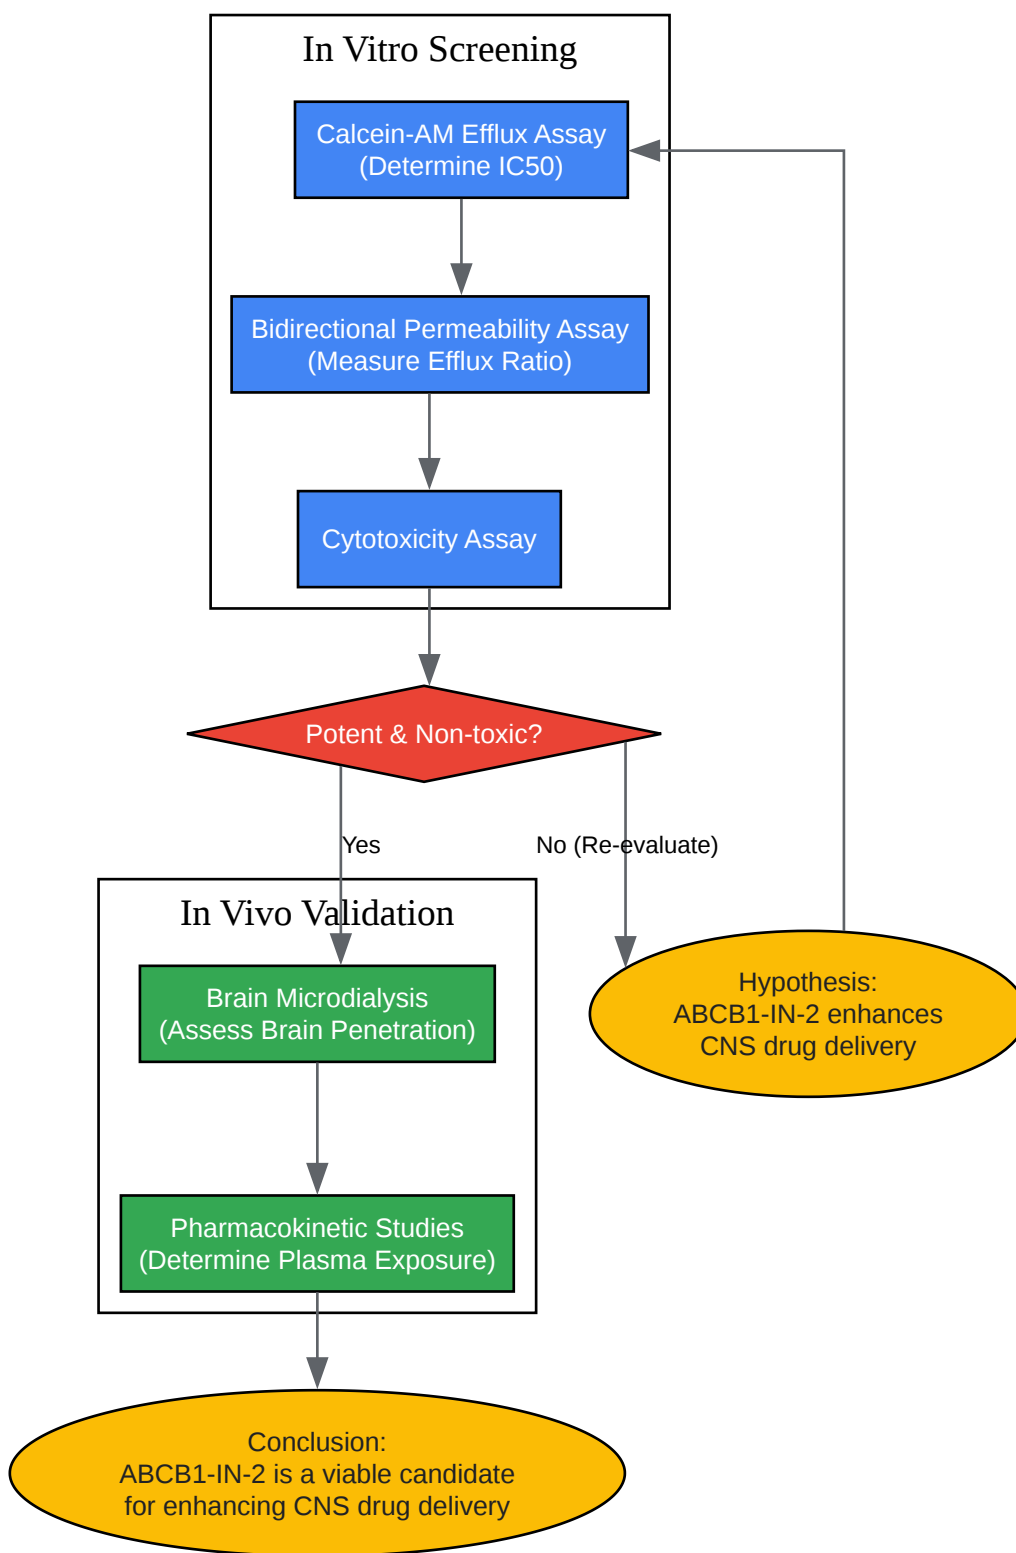 In Vitro Screening
Calcein-AM Efflux Assay
(Determine IC50)
Bidirectional Permeability Assay
(Measure Efflux Ratio)
Cytotoxicity Assay
Potent & Non-toxic?
Yes
No (Re-evaluate)
In Vivo Validation
Brain Microdialysis
(Assess Brain Penetration)
Hypothesis:
ABCB1-IN-2 enhances
CNS drug delivery
Pharmacokinetic Studies
(Determine Plasma Exposure)
Conclusion:
ABCB1-IN-2 is a viable candidate
for enhancing CNS drug delivery